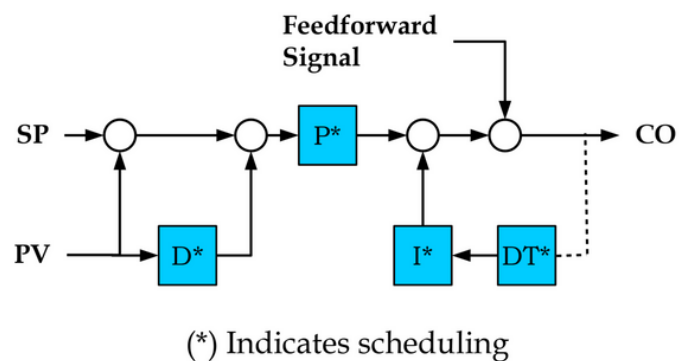 Feedforward
Signal
SP
P*
CO
PV
D*
I*
DT*
(*) Indicates scheduling